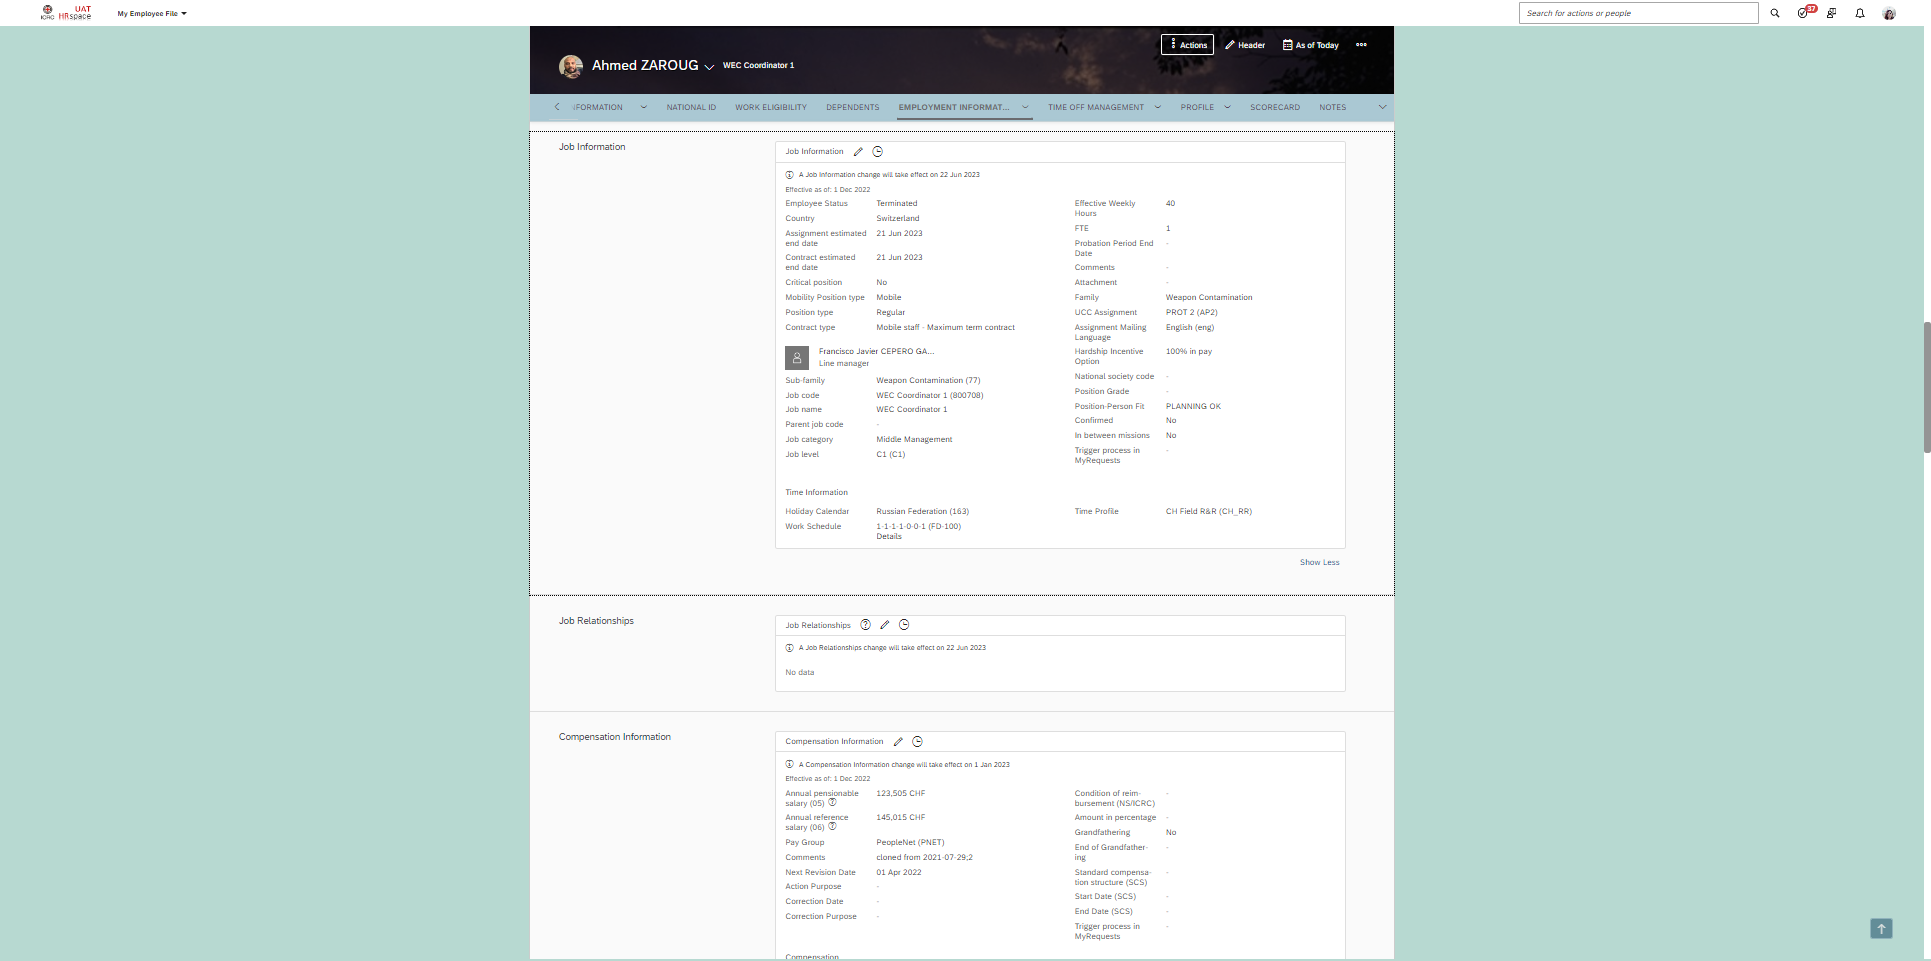 ICRC
UAT
HRspace
My Employee File
Search for actions or people
37
Ahmed ZAROUG
WEC Coordinator 1
Actions
Header
As of Today
FORMATION
NATIONAL ID
WORK ELIGIBILITY
DEPENDENTS
EMPLOYMENT INFORMAT...
TIME OFF MANAGEMENT
PROFILE
SCORECARD
NOTES
Job Information
Job Information
A Job Information change will take effect on 22 Jun 2023
Effective as of: 1 Dec 2022
Employee Status Terminated
Country Switzerland
Assignment estimated 21 Jun 2023
end date
Contract estimated 21 Jun 2023
end date
Critical position No
Mobility Position type Mobile
Position type Regular
Contract type Mobile staff - Maximum term contract
Francisco Javier CEPERO GA...
Line manager
Sub-family Weapon Contamination (77)
Job code WEC Coordinator 1 (800708)
Job name WEC Coordinator 1
Parent job code -
Job category Middle Management
Job level C1 (C1)
Effective Weekly 40
Hours
FTE 1
Probation Period End -
Date
Comments -
Attachment -
Family Weapon Contamination
UCC Assignment PROT 2 (AP2)
Assignment Mailing English (eng)
Language
Hardship Incentive 100% in pay
Option
National society code -
Position Grade -
Position-Person Fit PLANNING OK
Confirmed No
In between missions No
Trigger process in -
MyRequests
Time Information
Holiday Calendar Russian Federation (163)
Work Schedule 1-1-1-1-0-0-1 (FD-100)
Details
Time Profile CH Field R&R (CH_RR)
Show Less
Job Relationships
Job Relationships
A Job Relationships change will take effect on 22 Jun 2023
No data
Compensation Information
Compensation Information
A Compensation Information change will take effect on 1 Jan 2023
Effective as of: 1 Dec 2022
Annual pensionable 123,505 CHF
salary (05)
Annual reference 145,015 CHF
salary (06)
Pay Group PeopleNet (PNET)
Comments cloned from 2021-07-29;2
Next Revision Date 01 Apr 2022
Action Purpose -
Correction Date -
Correction Purpose -
Condition of reim- -
bursement (NS/ICRC)
Amount in percentage -
Grandfathering No
End of Grandfather- -
ing
Standard compensa- -
tion structure (SCS)
Start Date (SCS) -
End Date (SCS) -
Trigger process in -
MyRequests
Compensation